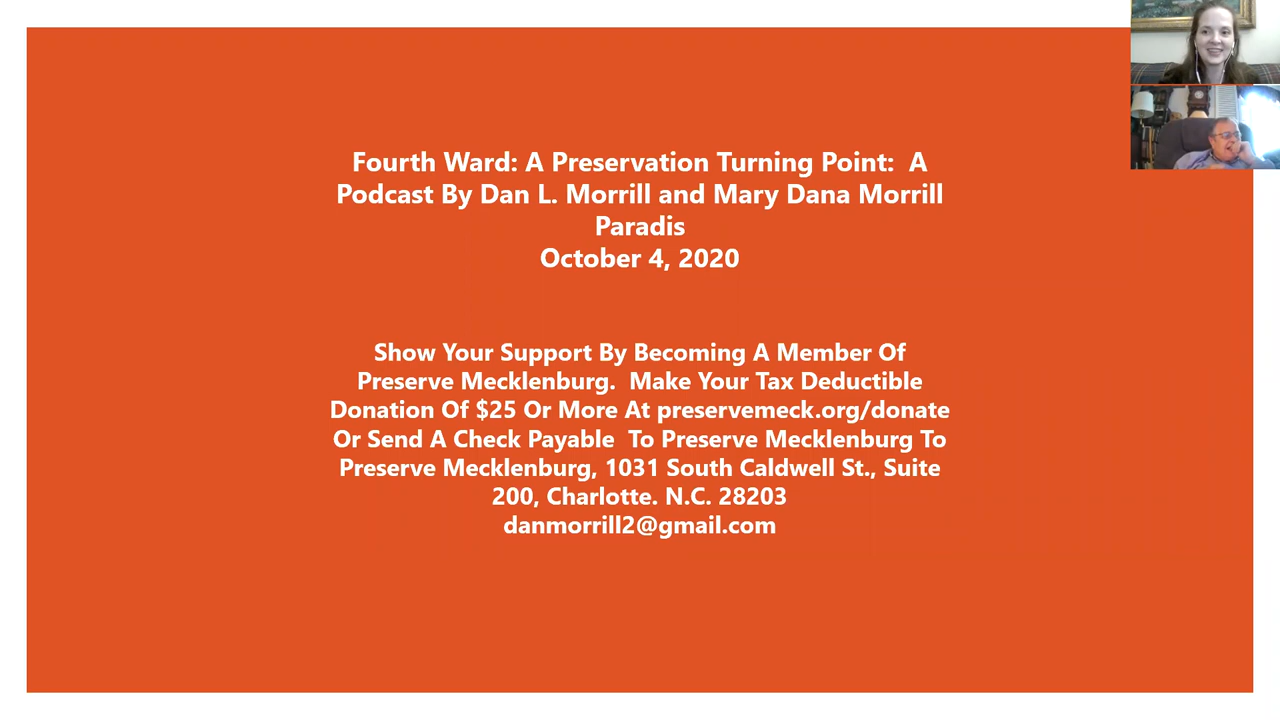 Fourth Ward: A Preservation Turning Point:  A
Podcast By Dan L. Morrill and Mary Dana Morrill
Paradis
October 4, 2020
Show Your Support By Becoming A Member Of
Preserve Mecklenburg.  Make Your Tax Deductible
Donation Of $25 Or More At preservemeck.org/donate
Or Send A Check Payable  To Preserve Mecklenburg To
Preserve Mecklenburg, 1031 South Caldwell St., Suite
200, Charlotte. N.C. 28203
danmorrill2@gmail.com